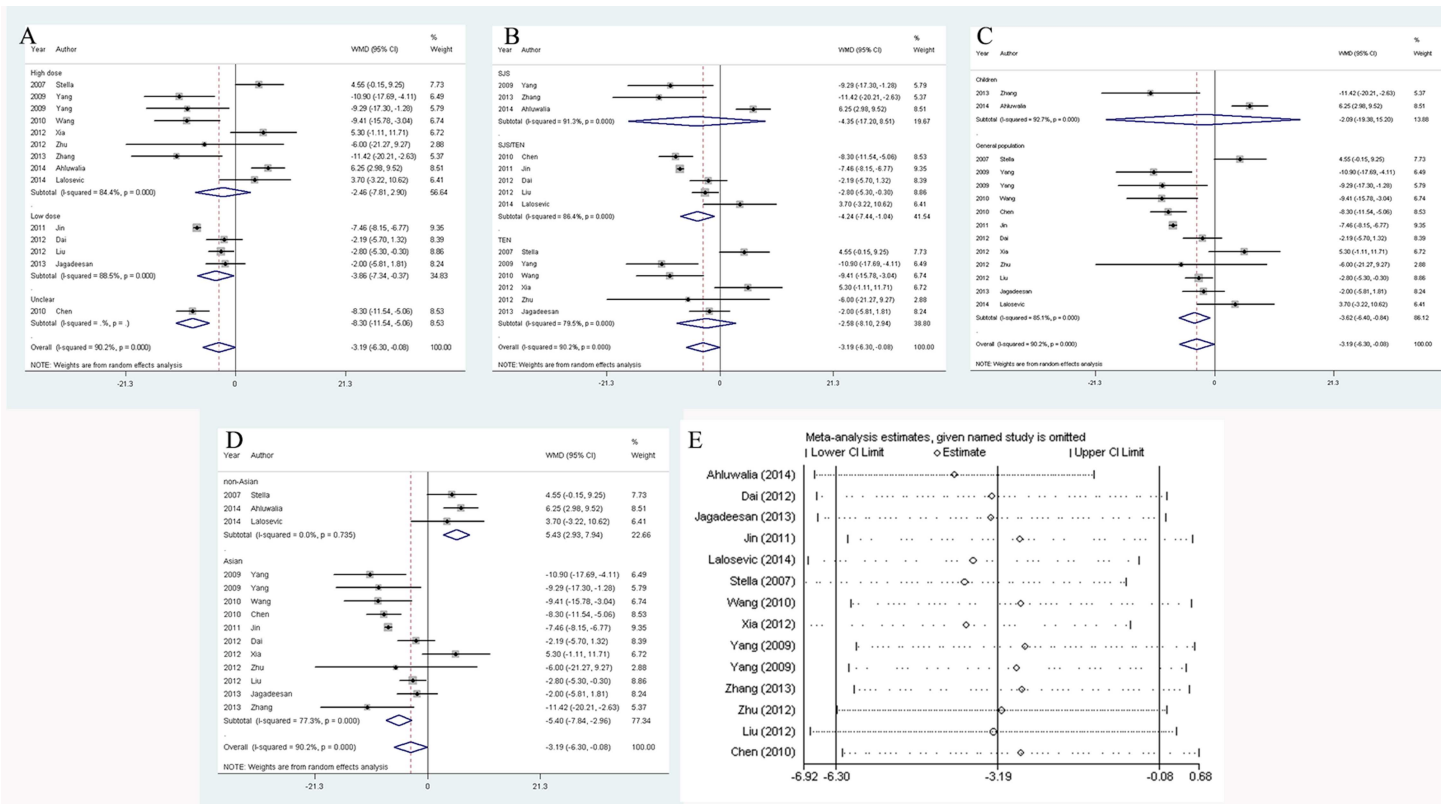 A
%
Year Author WMD (95% CI) Weight
High dose
2007 Stella 4.55 (-0.15, 9.25) 7.73
2009 Yang -10.90 (-17.69, -4.11) 6.49
2009 Yang -9.29 (-17.30, -1.28) 5.79
2010 Wang -9.41 (-15.78, -3.04) 6.74
2012 Xia 5.30 (-1.11, 11.71) 6.72
2012 Zhu -6.00 (-21.27, 9.27) 2.88
2013 Zhang -11.42 (-20.21, -2.63) 5.37
2014 Ahluwalia 6.25 (2.98, 9.52) 8.51
2014 Lalosevic 3.70 (-3.22, 10.62) 6.41
Subtotal (I-squared = 84.4%, p = 0.000) -2.46 (-7.81, 2.90) 56.64
.
Low dose
2011 Jin -7.46 (-8.15, -6.77) 9.35
2012 Dai -2.19 (-5.70, 1.32) 8.39
2012 Liu -2.80 (-5.30, -0.30) 8.86
2013 Jagadeesan -2.00 (-5.81, 1.81) 8.24
Subtotal (I-squared = 88.5%, p = 0.000) -3.86 (-7.34, -0.37) 34.83
.
Unclear
2010 Chen -8.30 (-11.54, -5.06) 8.53
Subtotal (I-squared = .%, p = .) -8.30 (-11.54, -5.06) 8.53
.
Overall (I-squared = 90.2%, p = 0.000) -3.19 (-6.30, -0.08) 100.00
NOTE: Weights are from random effects analysis
-21.3 0 21.3
B
%
Year Author WMD (95% CI) Weight
SJS
2009 Yang -9.29 (-17.30, -1.28) 5.79
2013 Zhang -11.42 (-20.21, -2.63) 5.37
2014 Ahluwalia 6.25 (2.98, 9.52) 8.51
Subtotal (I-squared = 91.3%, p = 0.000) -4.35 (-17.20, 8.51) 19.67
.
SJS/TEN
2010 Chen -8.30 (-11.54, -5.06) 8.53
2011 Jin -7.46 (-8.15, -6.77) 9.35
2012 Dai -2.19 (-5.70, 1.32) 8.39
2012 Liu -2.80 (-5.30, -0.30) 8.86
2014 Lalosevic 3.70 (-3.22, 10.62) 6.41
Subtotal (I-squared = 86.4%, p = 0.000) -4.24 (-7.44, -1.04) 41.54
.
TEN
2007 Stella 4.55 (-0.15, 9.25) 7.73
2009 Yang -10.90 (-17.69, -4.11) 6.49
2010 Wang -9.41 (-15.78, -3.04) 6.74
2012 Xia 5.30 (-1.11, 11.71) 6.72
2012 Zhu -6.00 (-21.27, 9.27) 2.88
2013 Jagadeesan -2.00 (-5.81, 1.81) 8.24
Subtotal (I-squared = 79.5%, p = 0.000) -2.58 (-8.10, 2.94) 38.80
.
Overall (I-squared = 90.2%, p = 0.000) -3.19 (-6.30, -0.08) 100.00
NOTE: Weights are from random effects analysis
-21.3 0 21.3
C
%
Year Author WMD (95% CI) Weight
Children
2013 Zhang -11.42 (-20.21, -2.63) 5.37
2014 Ahluwalia 6.25 (2.98, 9.52) 8.51
Subtotal (I-squared = 92.7%, p = 0.000) -2.09 (-19.38, 15.20) 13.88
.
General population
2007 Stella 4.55 (-0.15, 9.25) 7.73
2009 Yang -10.90 (-17.69, -4.11) 6.49
2009 Yang -9.29 (-17.30, -1.28) 5.79
2010 Wang -9.41 (-15.78, -3.04) 6.74
2010 Chen -8.30 (-11.54, -5.06) 8.53
2011 Jin -7.46 (-8.15, -6.77) 9.35
2012 Dai -2.19 (-5.70, 1.32) 8.39
2012 Xia 5.30 (-1.11, 11.71) 6.72
2012 Zhu -6.00 (-21.27, 9.27) 2.88
2012 Liu -2.80 (-5.30, -0.30) 8.86
2013 Jagadeesan -2.00 (-5.81, 1.81) 8.24
2014 Lalosevic 3.70 (-3.22, 10.62) 6.41
Subtotal (I-squared = 85.1%, p = 0.000) -3.62 (-6.40, -0.84) 86.12
.
Overall (I-squared = 90.2%, p = 0.000) -3.19 (-6.30, -0.08) 100.00
NOTE: Weights are from random effects analysis
-21.3 0 21.3
D
%
Year Author WMD (95% CI) Weight
non-Asian
2007 Stella 4.55 (-0.15, 9.25) 7.73
2014 Ahluwalia 6.25 (2.98, 9.52) 8.51
2014 Lalosevic 3.70 (-3.22, 10.62) 6.41
Subtotal (I-squared = 0.0%, p = 0.735) 5.43 (2.93, 7.94) 22.66
.
Asian
2009 Yang -10.90 (-17.69, -4.11) 6.49
2009 Yang -9.29 (-17.30, -1.28) 5.79
2010 Wang -9.41 (-15.78, -3.04) 6.74
2010 Chen -8.30 (-11.54, -5.06) 8.53
2011 Jin -7.46 (-8.15, -6.77) 9.35
2012 Dai -2.19 (-5.70, 1.32) 8.39
2012 Xia 5.30 (-1.11, 11.71) 6.72
2012 Zhu -6.00 (-21.27, 9.27) 2.88
2012 Liu -2.80 (-5.30, -0.30) 8.86
2013 Jagadeesan -2.00 (-5.81, 1.81) 8.24
2013 Zhang -11.42 (-20.21, -2.63) 5.37
Subtotal (I-squared = 77.3%, p = 0.000) -5.40 (-7.84, -2.96) 77.34
.
Overall (I-squared = 90.2%, p = 0.000) -3.19 (-6.30, -0.08) 100.00
NOTE: Weights are from random effects analysis
-21.3 0 21.3
E
Meta-analysis estimates, given named study is omitted
Lower CI Limit Estimate Upper CI Limit
Ahluwalia (2014)
Dai (2012)
Jagadeesan (2013)
Jin (2011)
Lalosevic (2014)
Stella (2007)
Wang (2010)
Xia (2012)
Yang (2009)
Yang (2009)
Zhang (2013)
Zhu (2012)
Liu (2012)
Chen (2010)
-6.92 -6.30 -3.19 -0.08 0.68